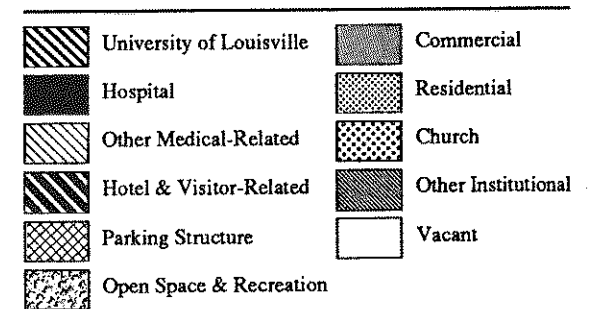 University of Louisville
Hospital
Other Medical-Related
Hotel & Visitor-Related
Parking Structure
Open Space & Recreation
Commercial
Residential
Church
Other Institutional
Vacant